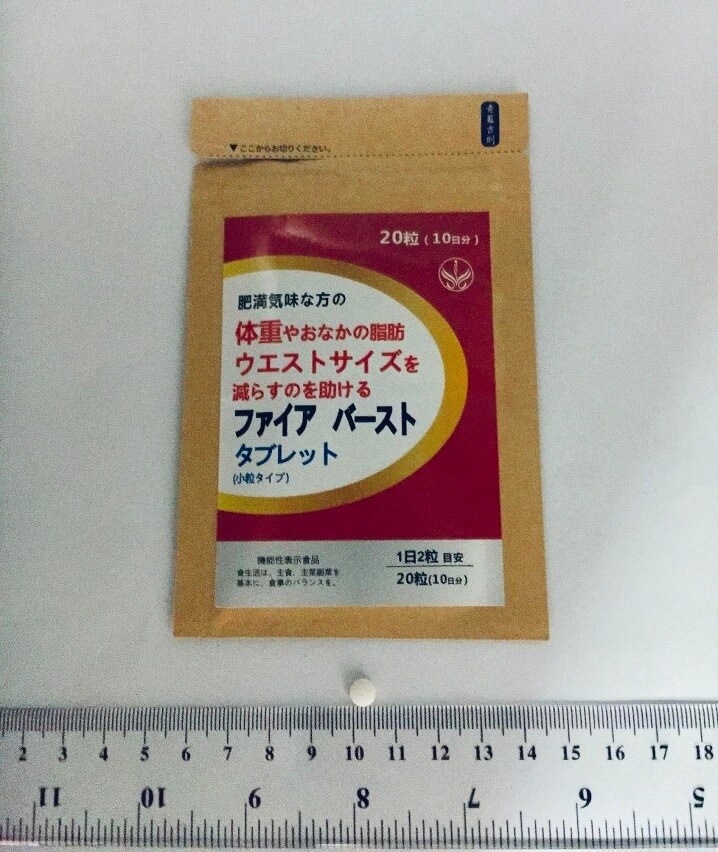 ▼ここからお切りください。
20粒(10日分)
肥満気味な方の
体重やおなかの脂肪
ウエストサイズを
減らすのを助ける
ファイア バースト
タブレット
(小粒タイプ)
機能性表示食品
食生活は、主食、主菜副菜を
基本に、食事のバランスを。
1日2粒 目安
20粒(10日分)
2 3 4 5 6 7 8 9 10 11 12 13 14 15 16 17 18
11 10 9 8 7 6 5